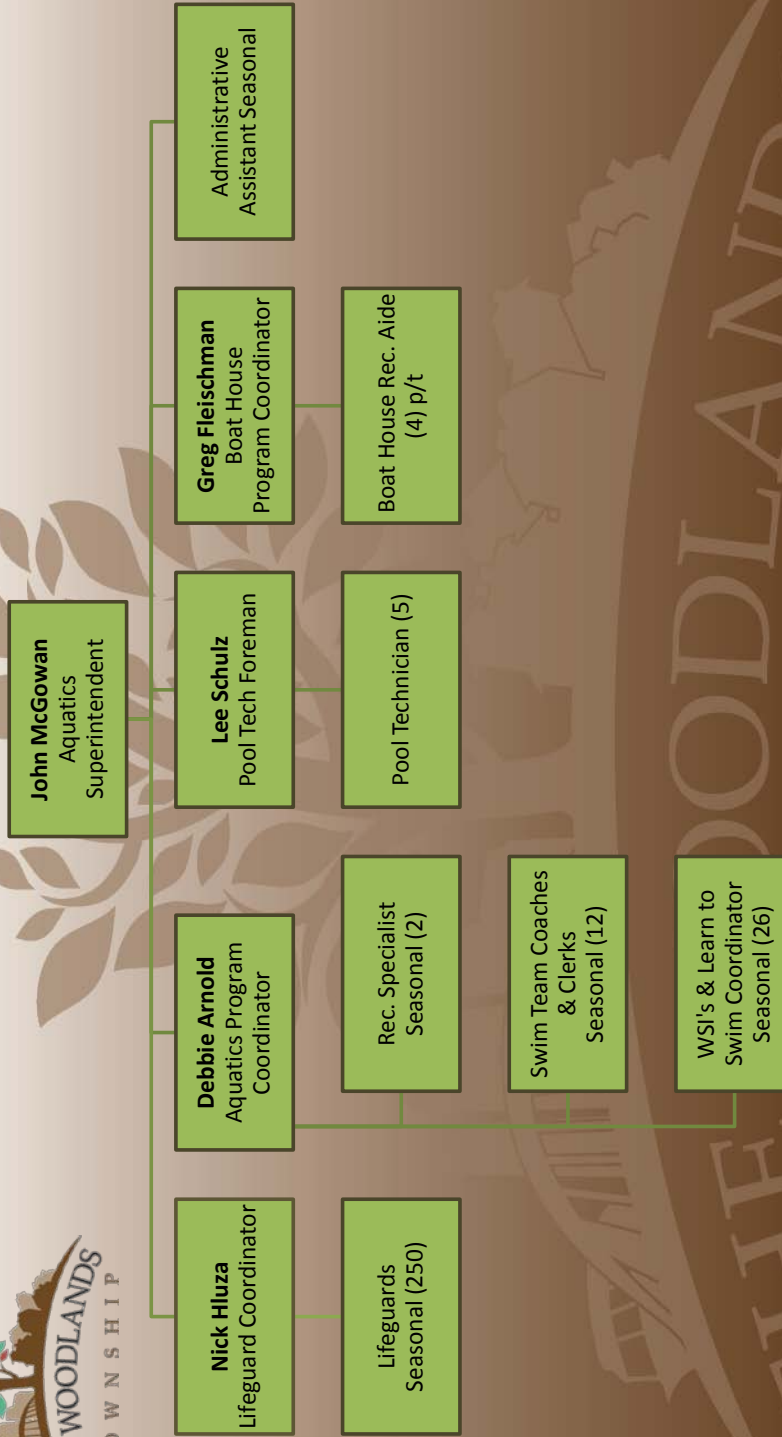 WOODLANDS
OWNSHIP
John McGowan
Aquatics
Superintendent
Nick Hluza
Lifeguard Coordinator
Debbie Arnold
Aquatics Program
Coordinator
Lee Schulz
Pool Tech Foreman
Greg Fleischman
Boat House
Program Coordinator
Administrative
Assistant Seasonal
Lifeguards
Seasonal (250)
Rec. Specialist
Seasonal (2)
Swim Team Coaches
& Clerks
Seasonal (12)
WSI's & Learn to
Swim Coordinator
Seasonal (26)
Pool Technician (5)
Boat House Rec. Aide
(4) p/t